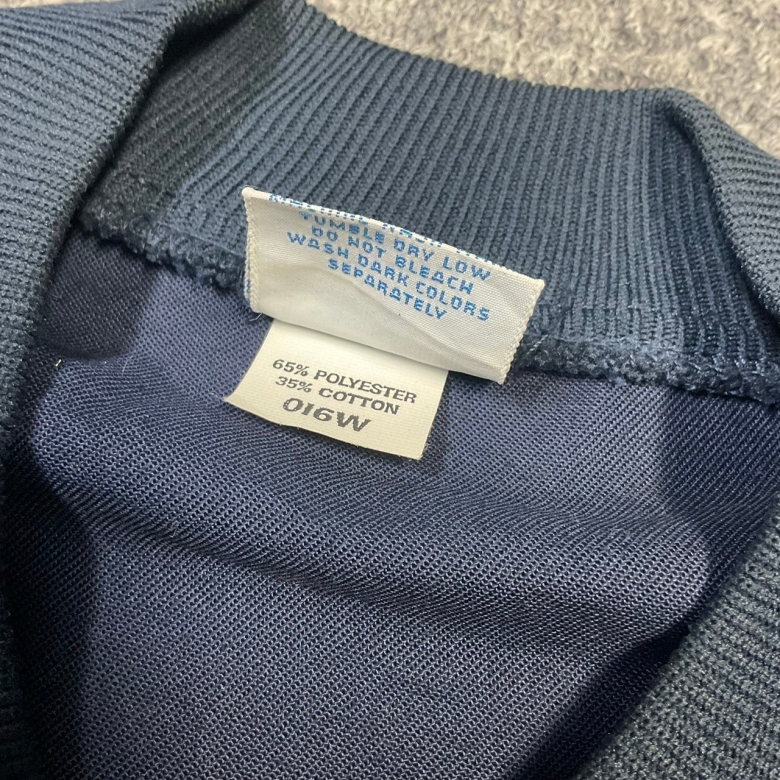 TUMBLE DRY LOW
DO NOT BLEACH
WASH DARK COLORS
SEPARATELY
65% POLYESTER
35% COTTON
016W